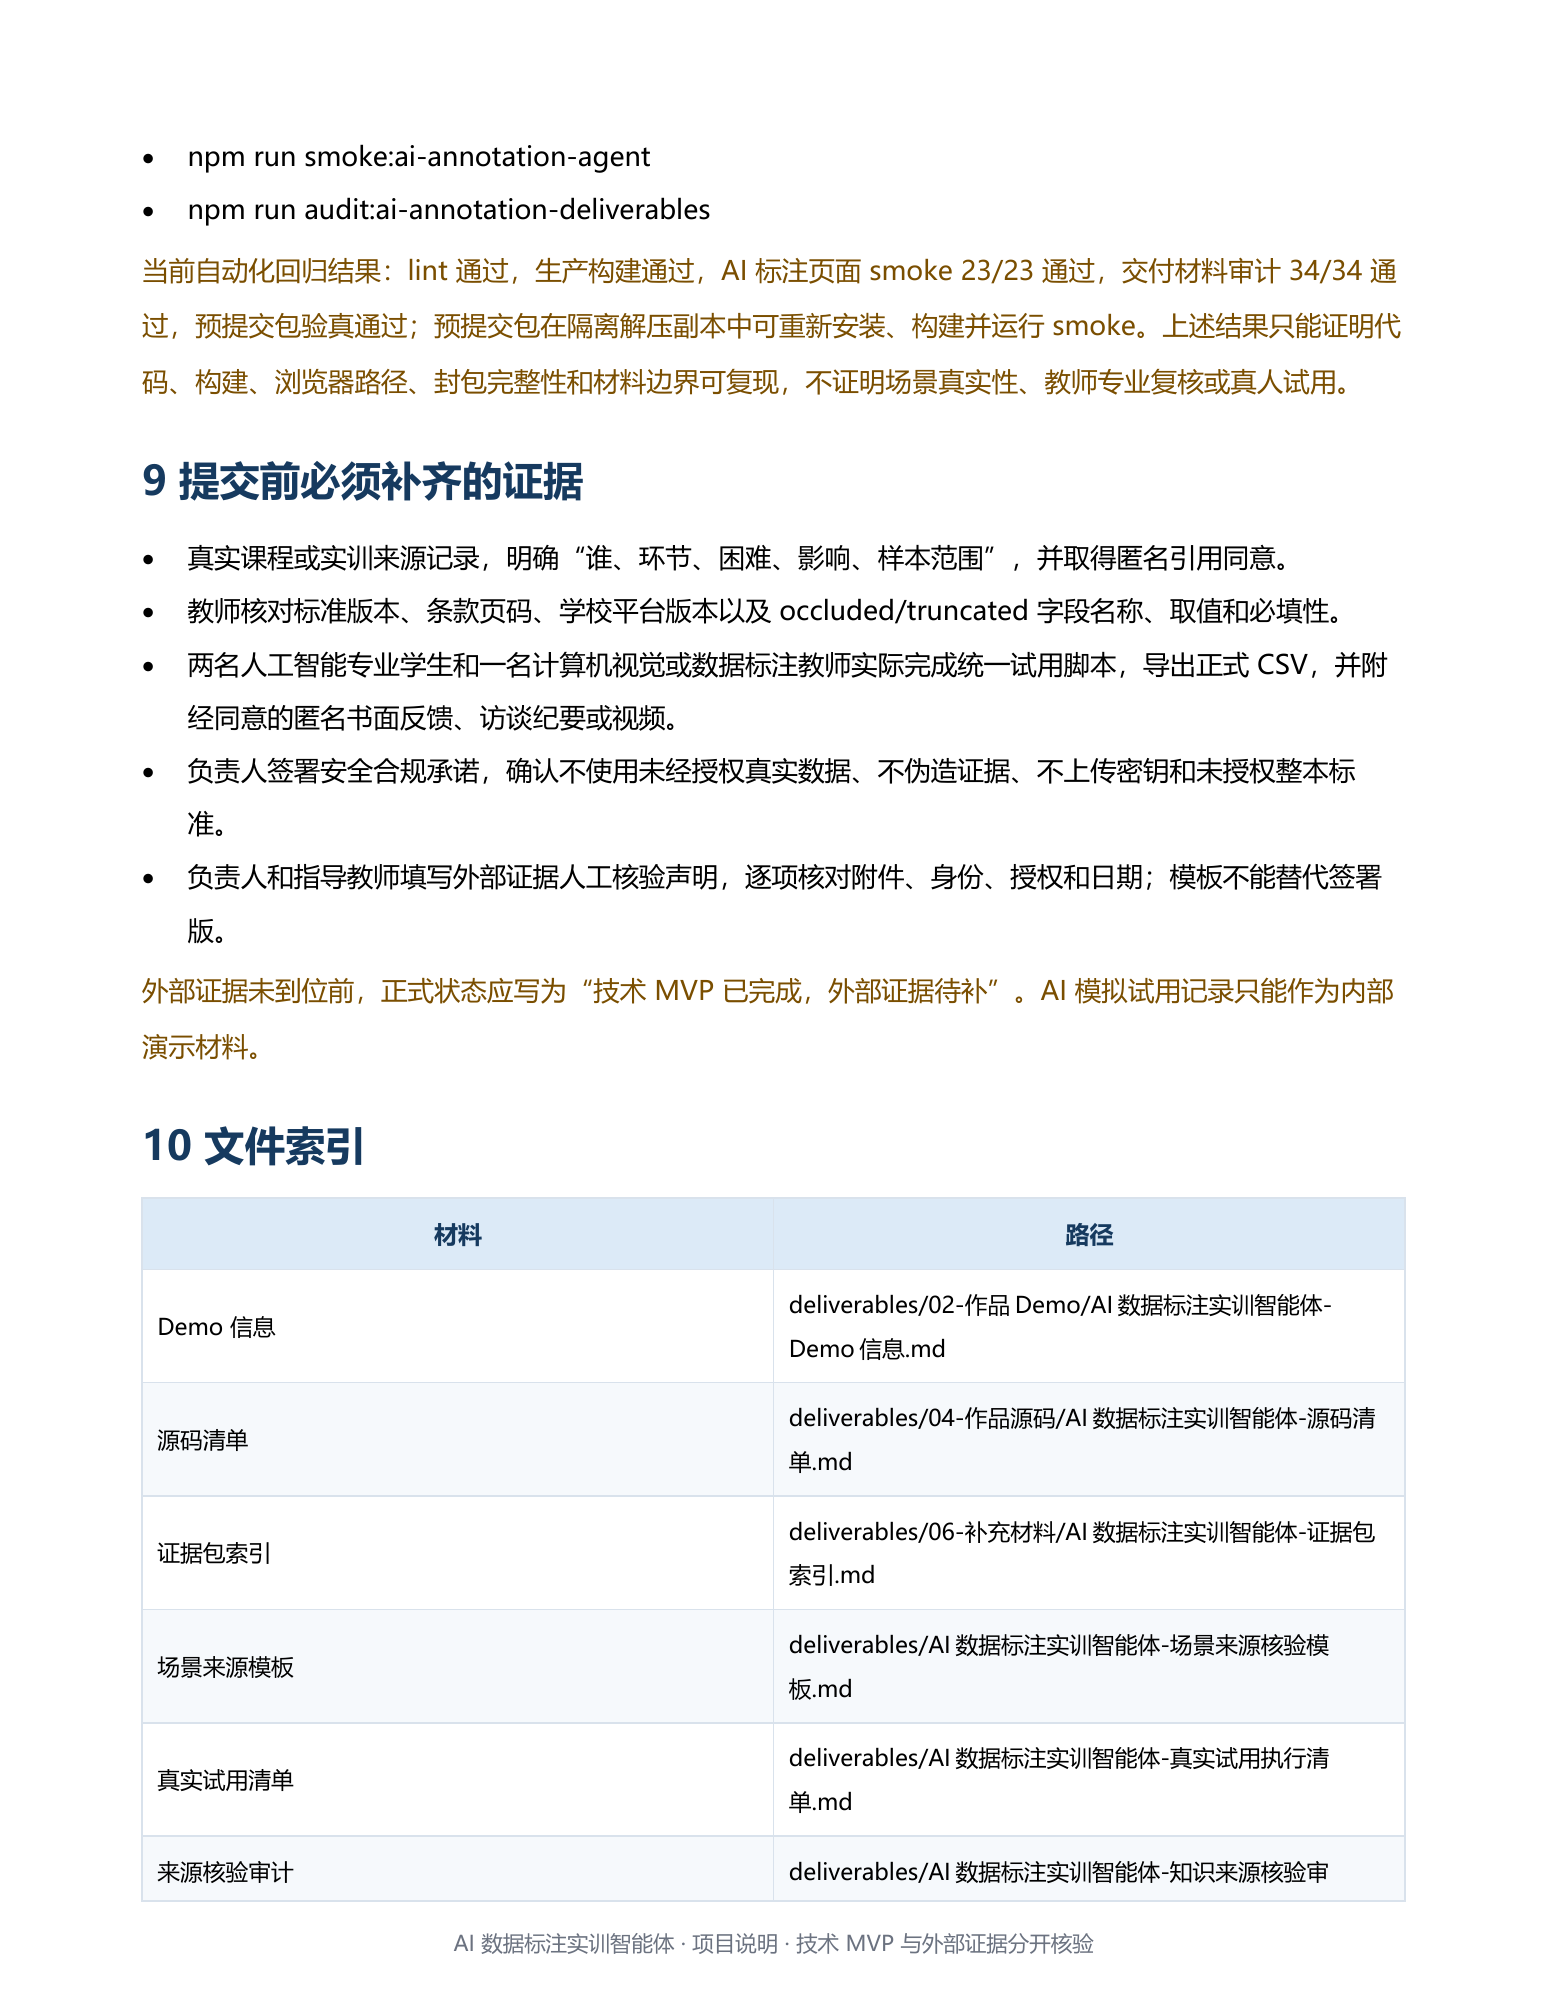 • npm run smoke:ai-annotation-agent
• npm run audit:ai-annotation-deliverables
当前自动化回归结果：lint 通过，生产构建通过，AI 标注页面 smoke 23/23 通过，交付材料审计 34/34 通
过，预提交包验真通过；预提交包在隔离解压副本中可重新安装、构建并运行 smoke。上述结果只能证明代
码、构建、浏览器路径、封包完整性和材料边界可复现，不证明场景真实性、教师专业复核或真人试用。
9 提交前必须补齐的证据
• 真实课程或实训来源记录，明确“谁、环节、困难、影响、样本范围”，并取得匿名引用同意。
• 教师核对标准版本、条款页码、学校平台版本以及 occluded/truncated 字段名称、取值和必填性。
• 两名人工智能专业学生和一名计算机视觉或数据标注教师实际完成统一试用脚本，导出正式 CSV，并附
经同意的匿名书面反馈、访谈纪要或视频。
• 负责人签署安全合规承诺，确认不使用未经授权真实数据、不伪造证据、不上传密钥和未授权整本标
准。
• 负责人和指导教师填写外部证据人工核验声明，逐项核对附件、身份、授权和日期；模板不能替代签署
版。
外部证据未到位前，正式状态应写为“技术 MVP 已完成，外部证据待补”。AI 模拟试用记录只能作为内部
演示材料。
10 文件索引
材料 路径
Demo 信息
deliverables/02-作品 Demo/AI 数据标注实训智能体-
Demo 信息.md
源码清单
deliverables/04-作品源码/AI 数据标注实训智能体-源码清
单.md
证据包索引
deliverables/06-补充材料/AI 数据标注实训智能体-证据包
索引.md
场景来源模板
deliverables/AI 数据标注实训智能体-场景来源核验模
板.md
真实试用清单
deliverables/AI 数据标注实训智能体-真实试用执行清
单.md
来源核验审计 deliverables/AI 数据标注实训智能体-知识来源核验审
AI 数据标注实训智能体 · 项目说明 · 技术 MVP 与外部证据分开核验